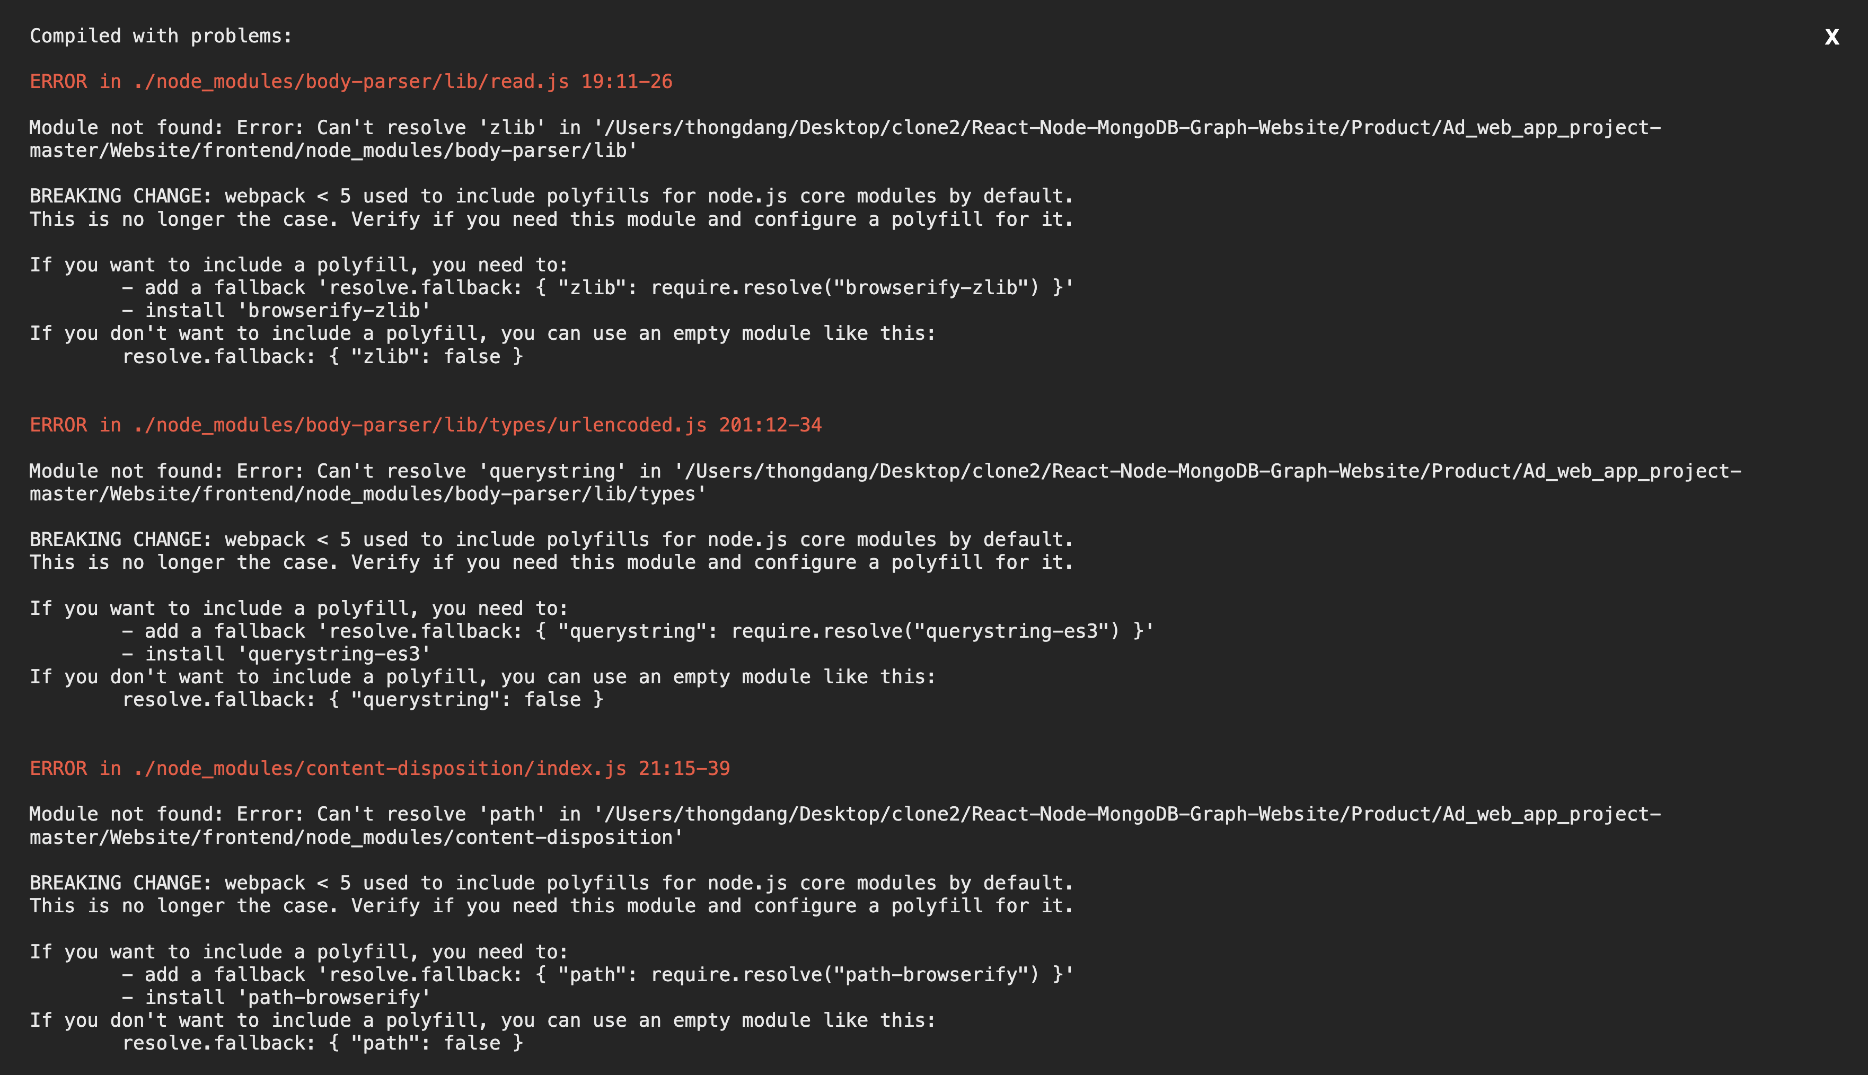 Compiled with problems:
X
ERROR in ./node_modules/body-parser/lib/read.js 19:11-26
Module not found: Error: Can't resolve 'zlib' in '/Users/thongdang/Desktop/clone2/React-Node-MongoDB-Graph-Website/Product/Ad_web_app_project-
master/Website/frontend/node_modules/body-parser/lib'
BREAKING CHANGE: webpack < 5 used to include polyfills for node.js core modules by default.
This is no longer the case. Verify if you need this module and configure a polyfill for it.
If you want to include a polyfill, you need to:
- add a fallback 'resolve.fallback: { "zlib": require.resolve("browserify-zlib") }'
- install 'browserify-zlib'
If you don't want to include a polyfill, you can use an empty module like this:
resolve.fallback: { "zlib": false }
ERROR in ./node_modules/body-parser/lib/types/urlencoded.js 201:12-34
Module not found: Error: Can't resolve 'querystring' in '/Users/thongdang/Desktop/clone2/React-Node-MongoDB-Graph-Website/Product/Ad_web_app_project-
master/Website/frontend/node_modules/body-parser/lib/types'
BREAKING CHANGE: webpack < 5 used to include polyfills for node.js core modules by default.
This is no longer the case. Verify if you need this module and configure a polyfill for it.
If you want to include a polyfill, you need to:
- add a fallback 'resolve.fallback: { "querystring": require.resolve("querystring-es3") }'
- install 'querystring-es3'
If you don't want to include a polyfill, you can use an empty module like this:
resolve.fallback: { "querystring": false }
ERROR in ./node_modules/content-disposition/index.js 21:15-39
Module not found: Error: Can't resolve 'path' in '/Users/thongdang/Desktop/clone2/React-Node-MongoDB-Graph-Website/Product/Ad_web_app_project-
master/Website/frontend/node_modules/content-disposition'
BREAKING CHANGE: webpack < 5 used to include polyfills for node.js core modules by default.
This is no longer the case. Verify if you need this module and configure a polyfill for it.
If you want to include a polyfill, you need to:
- add a fallback 'resolve.fallback: { "path": require.resolve("path-browserify") }'
- install 'path-browserify'
If you don't want to include a polyfill, you can use an empty module like this:
resolve.fallback: { "path": false }